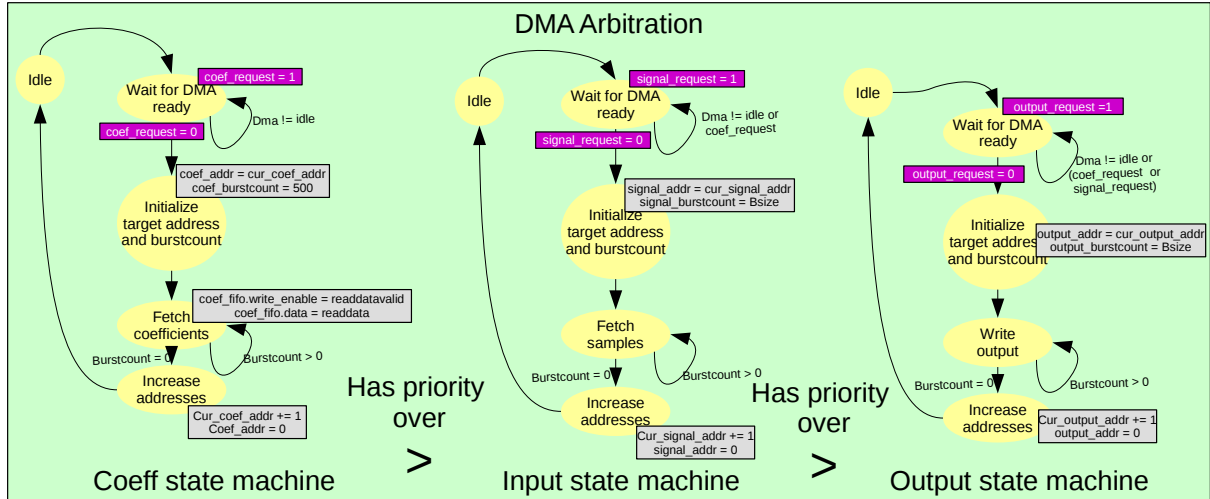 DMA Arbitration
Idle
coef_request = 1
Wait for DMA
ready
Dma != idle
coef_request = 0
coef_addr = cur_coef_addr
coef_burstcount = 500
Initialize
target address
and burstcount
coef_fifo.write_enable = readdatavalid
coef_fifo.data = readdata
Fetch
coefficients
Burstcount = 0
Burstcount > 0
Increase
addresses
Cur_coef_addr += 1
Coef_addr = 0
Coeff state machine
Has priority
over
>
Idle
signal_request = 1
Wait for DMA
ready
Dma != idle or
coef_request
signal_request = 0
signal_addr = cur_signal_addr
signal_burstcount = Bsize
Initialize
target address
and burstcount
Fetch
samples
Burstcount = 0
Burstcount > 0
Increase
addresses
Cur_signal_addr += 1
signal_addr = 0
Input state machine
Has priority
over
>
Idle
output_request =1
Wait for DMA
ready
Dma != idle or
(coef_request or
signal_request)
output_request = 0
Initialize
target address
and burstcount
output_addr = cur_output_addr
output_burstcount = Bsize
Write
output
Burstcount = 0
Burstcount > 0
Increase
addresses
Cur_output_addr += 1
output_addr = 0
Output state machine